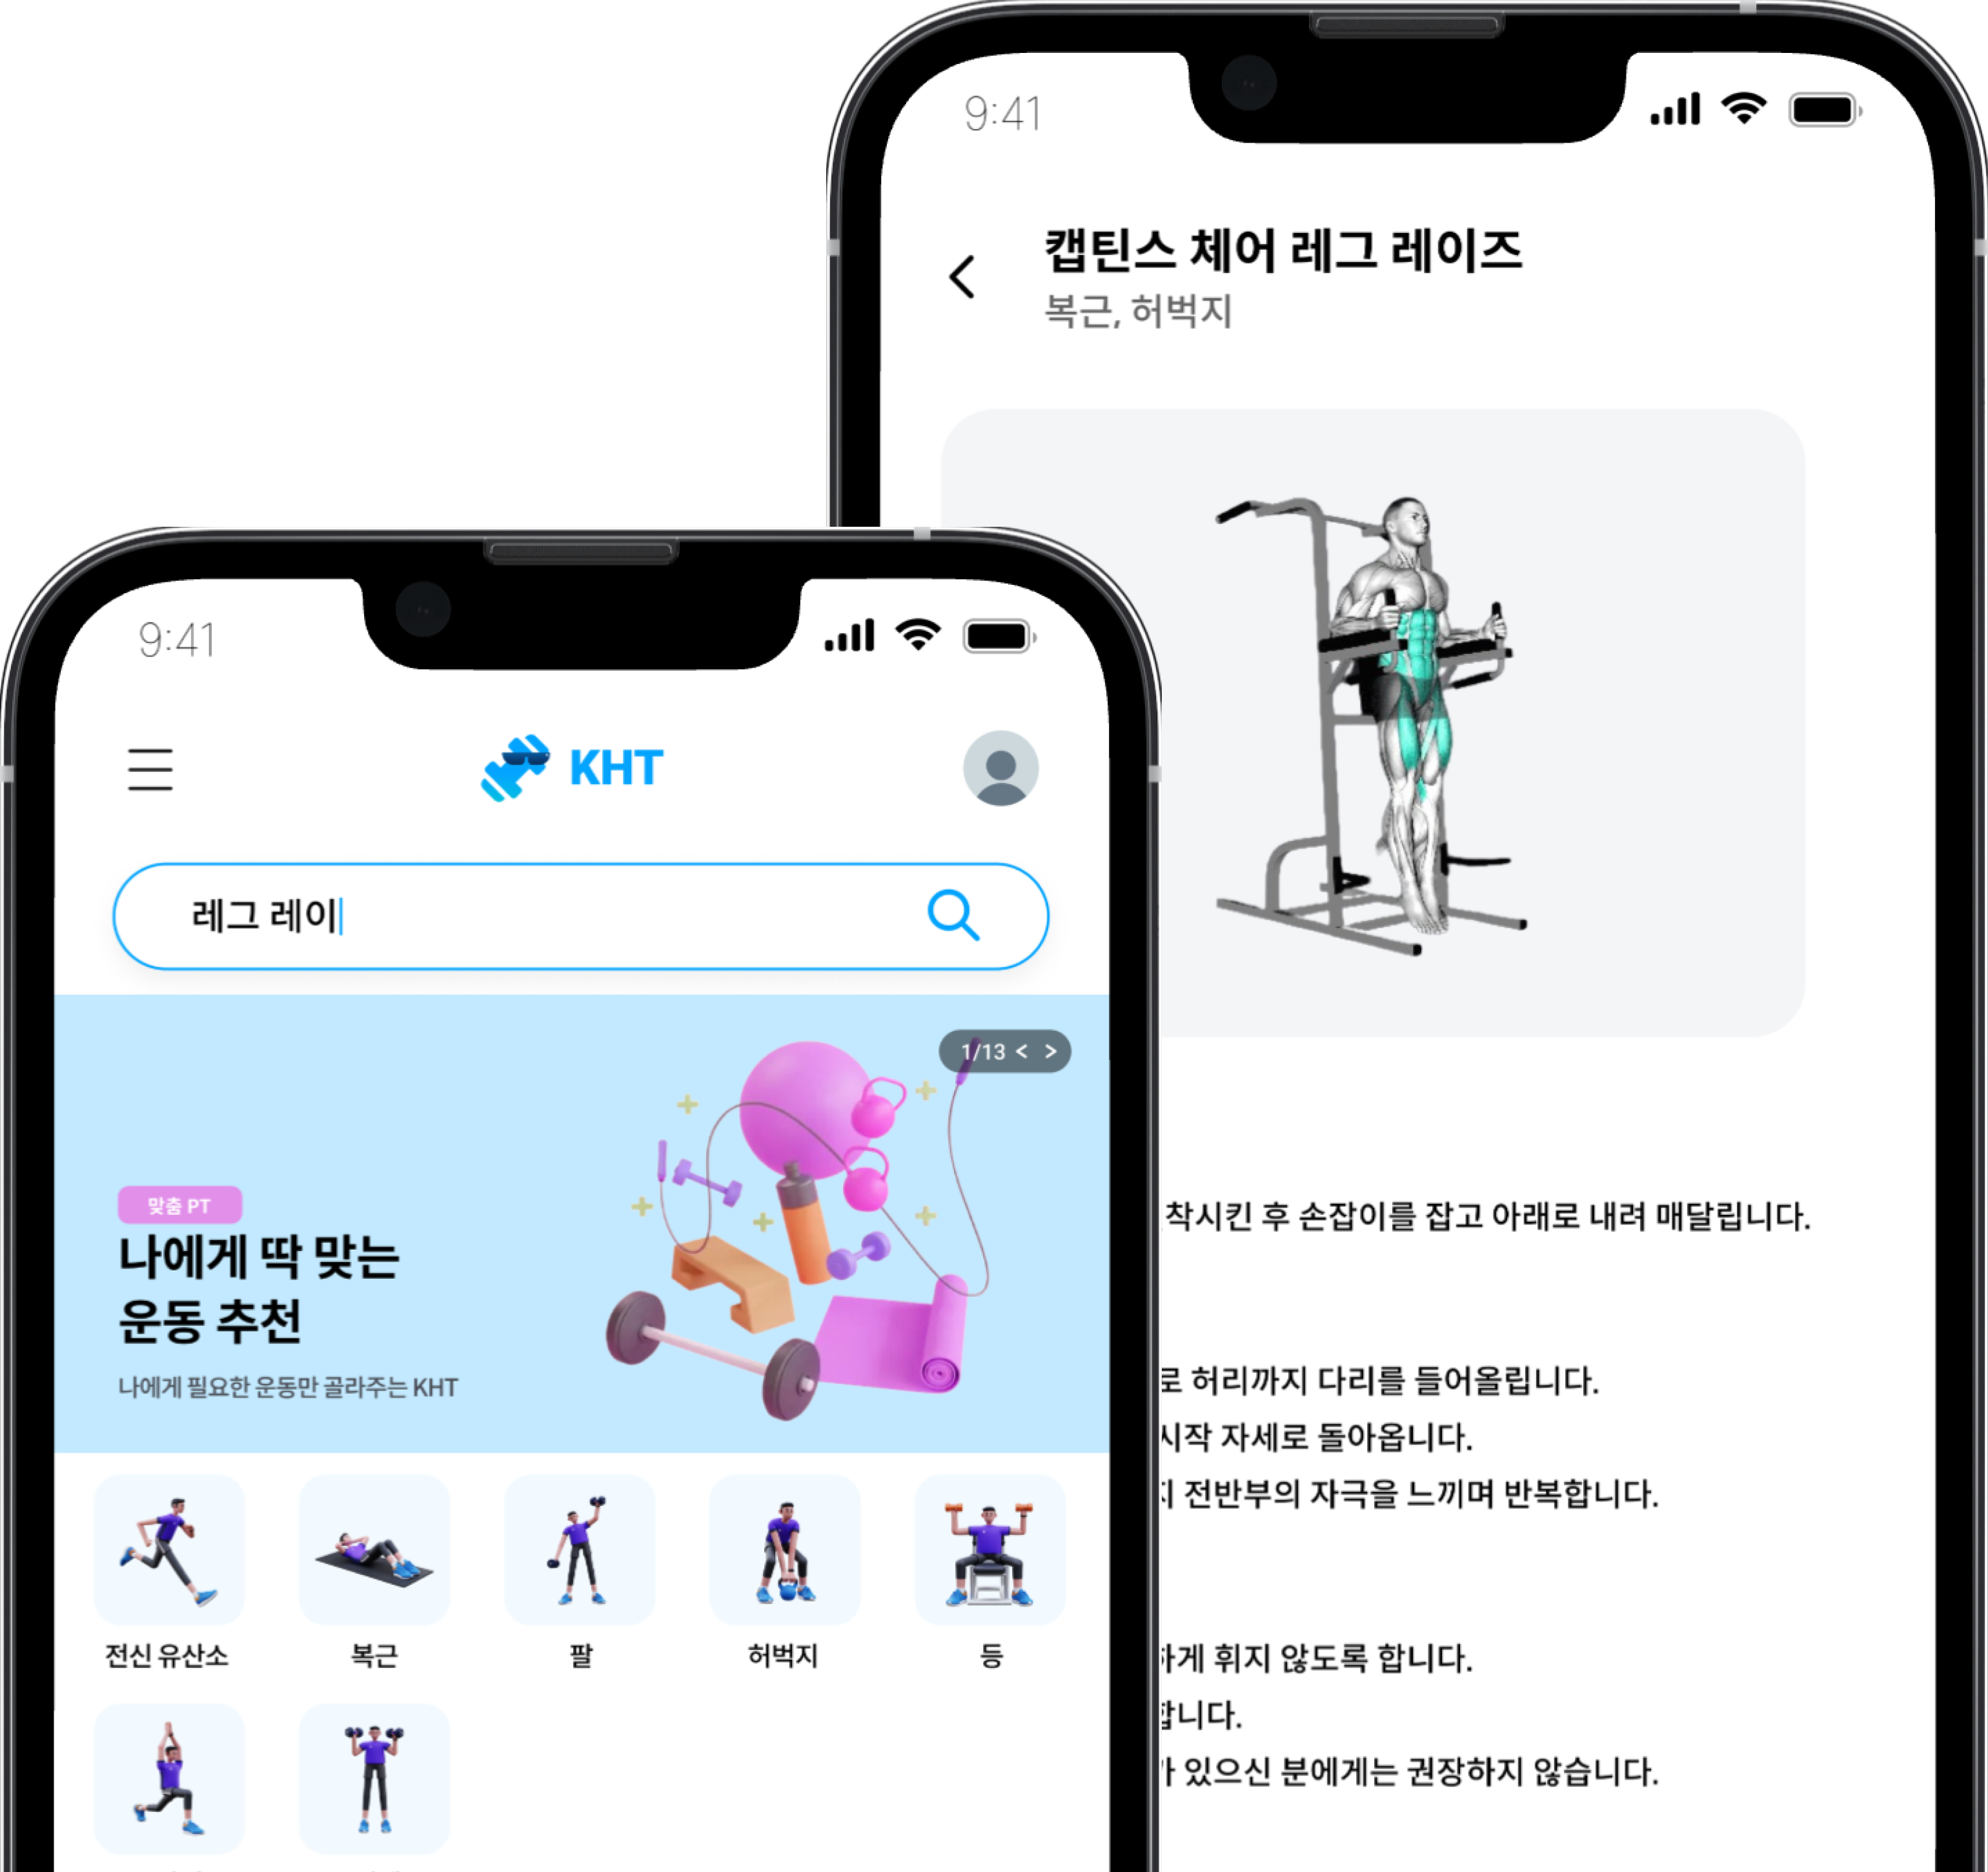 9:41
캡틴스 체어 레그 레이즈
복근, 허벅지
착시킨 후 손잡이를 잡고 아래로 내려 매달립니다.
로 허리까지 다리를 들어올립니다.
시작 자세로 돌아옵니다.
전반부의 자극을 느끼며 반복합니다.
하게 휘지 않도록 합니다.
합니다.
있으신 분에게는 권장하지 않습니다.
9:41
KHT
레그 레이
1/13 < >
맞춤 PT
나에게 딱 맞는
운동 추천
나에게 필요한 운동만 골라주는 KHT
전신 유산소
복근
팔
허벅지
등